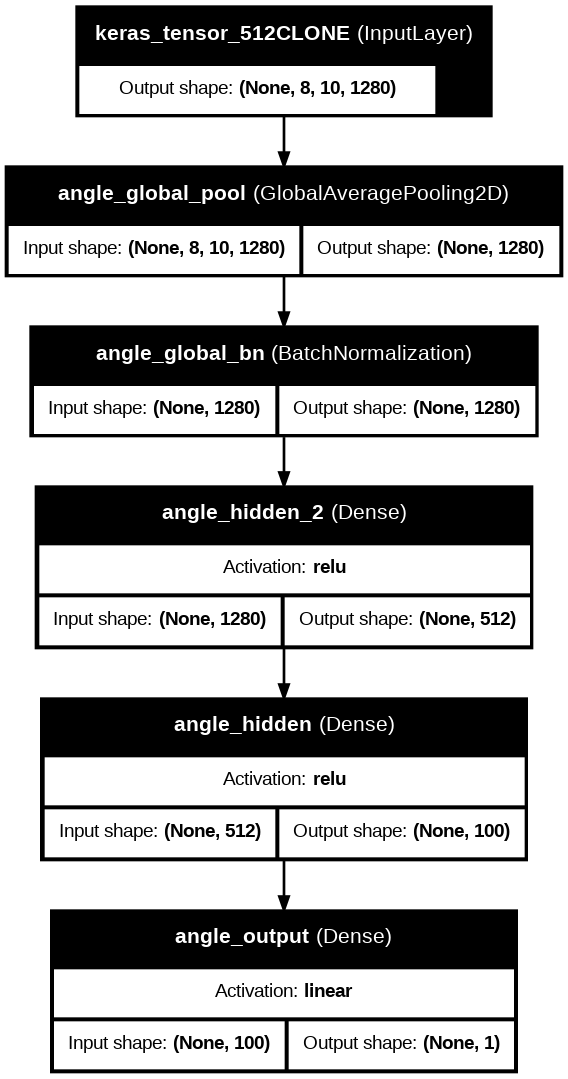 keras_tensor_512CLONE (InputLayer)
Output shape: (None, 8, 10, 1280)
angle_global_pool (GlobalAveragePooling2D)
Input shape: (None, 8, 10, 1280) Output shape: (None, 1280)
angle_global_bn (BatchNormalization)
Input shape: (None, 1280) Output shape: (None, 1280)
angle_hidden_2 (Dense)
Activation: relu
Input shape: (None, 1280) Output shape: (None, 512)
angle_hidden (Dense)
Activation: relu
Input shape: (None, 512) Output shape: (None, 100)
angle_output (Dense)
Activation: linear
Input shape: (None, 100) Output shape: (None, 1)